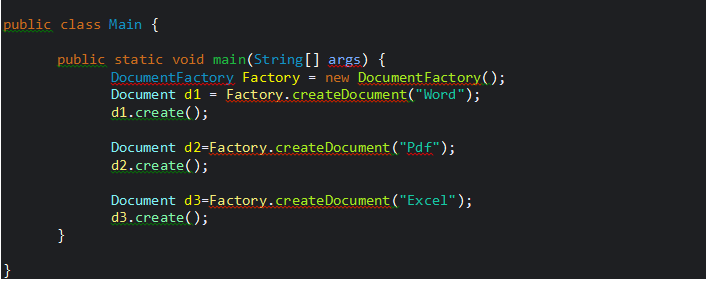 public class Main {
public static void main(String[] args) {
DocumentFactory Factory = new DocumentFactory();
Document d1 = Factory.createDocument("Word");
d1.create();
Document d2=Factory.createDocument("Pdf");
d2.create();
Document d3=Factory.createDocument("Excel");
d3.create();
}
}